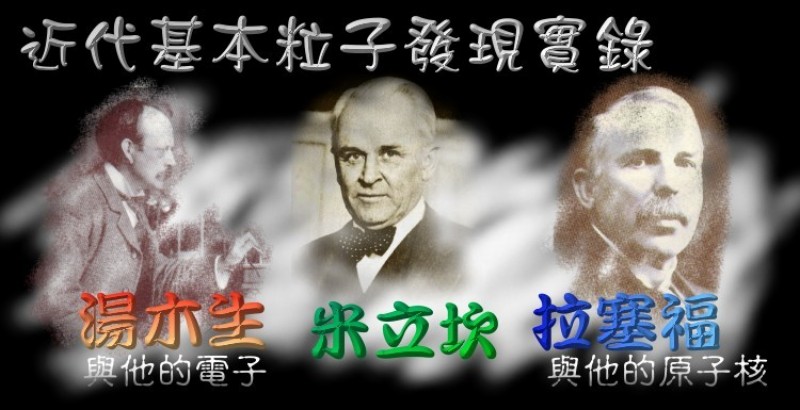 近代基本粒子發現實錄
湯木生
米立坎
拉塞福
與他的電子
與他的原子核